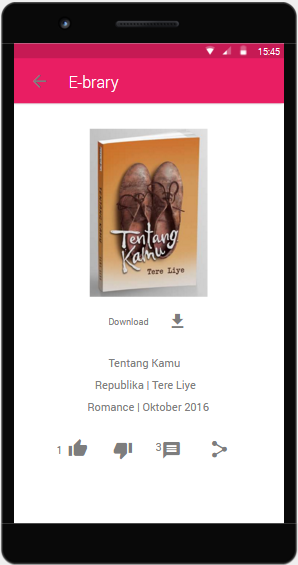 15:45
E-brary
Tentang
Kamu
Tere Liye
Download
Tentang Kamu
Republika | Tere Liye
Romance | Oktober 2016
1
3